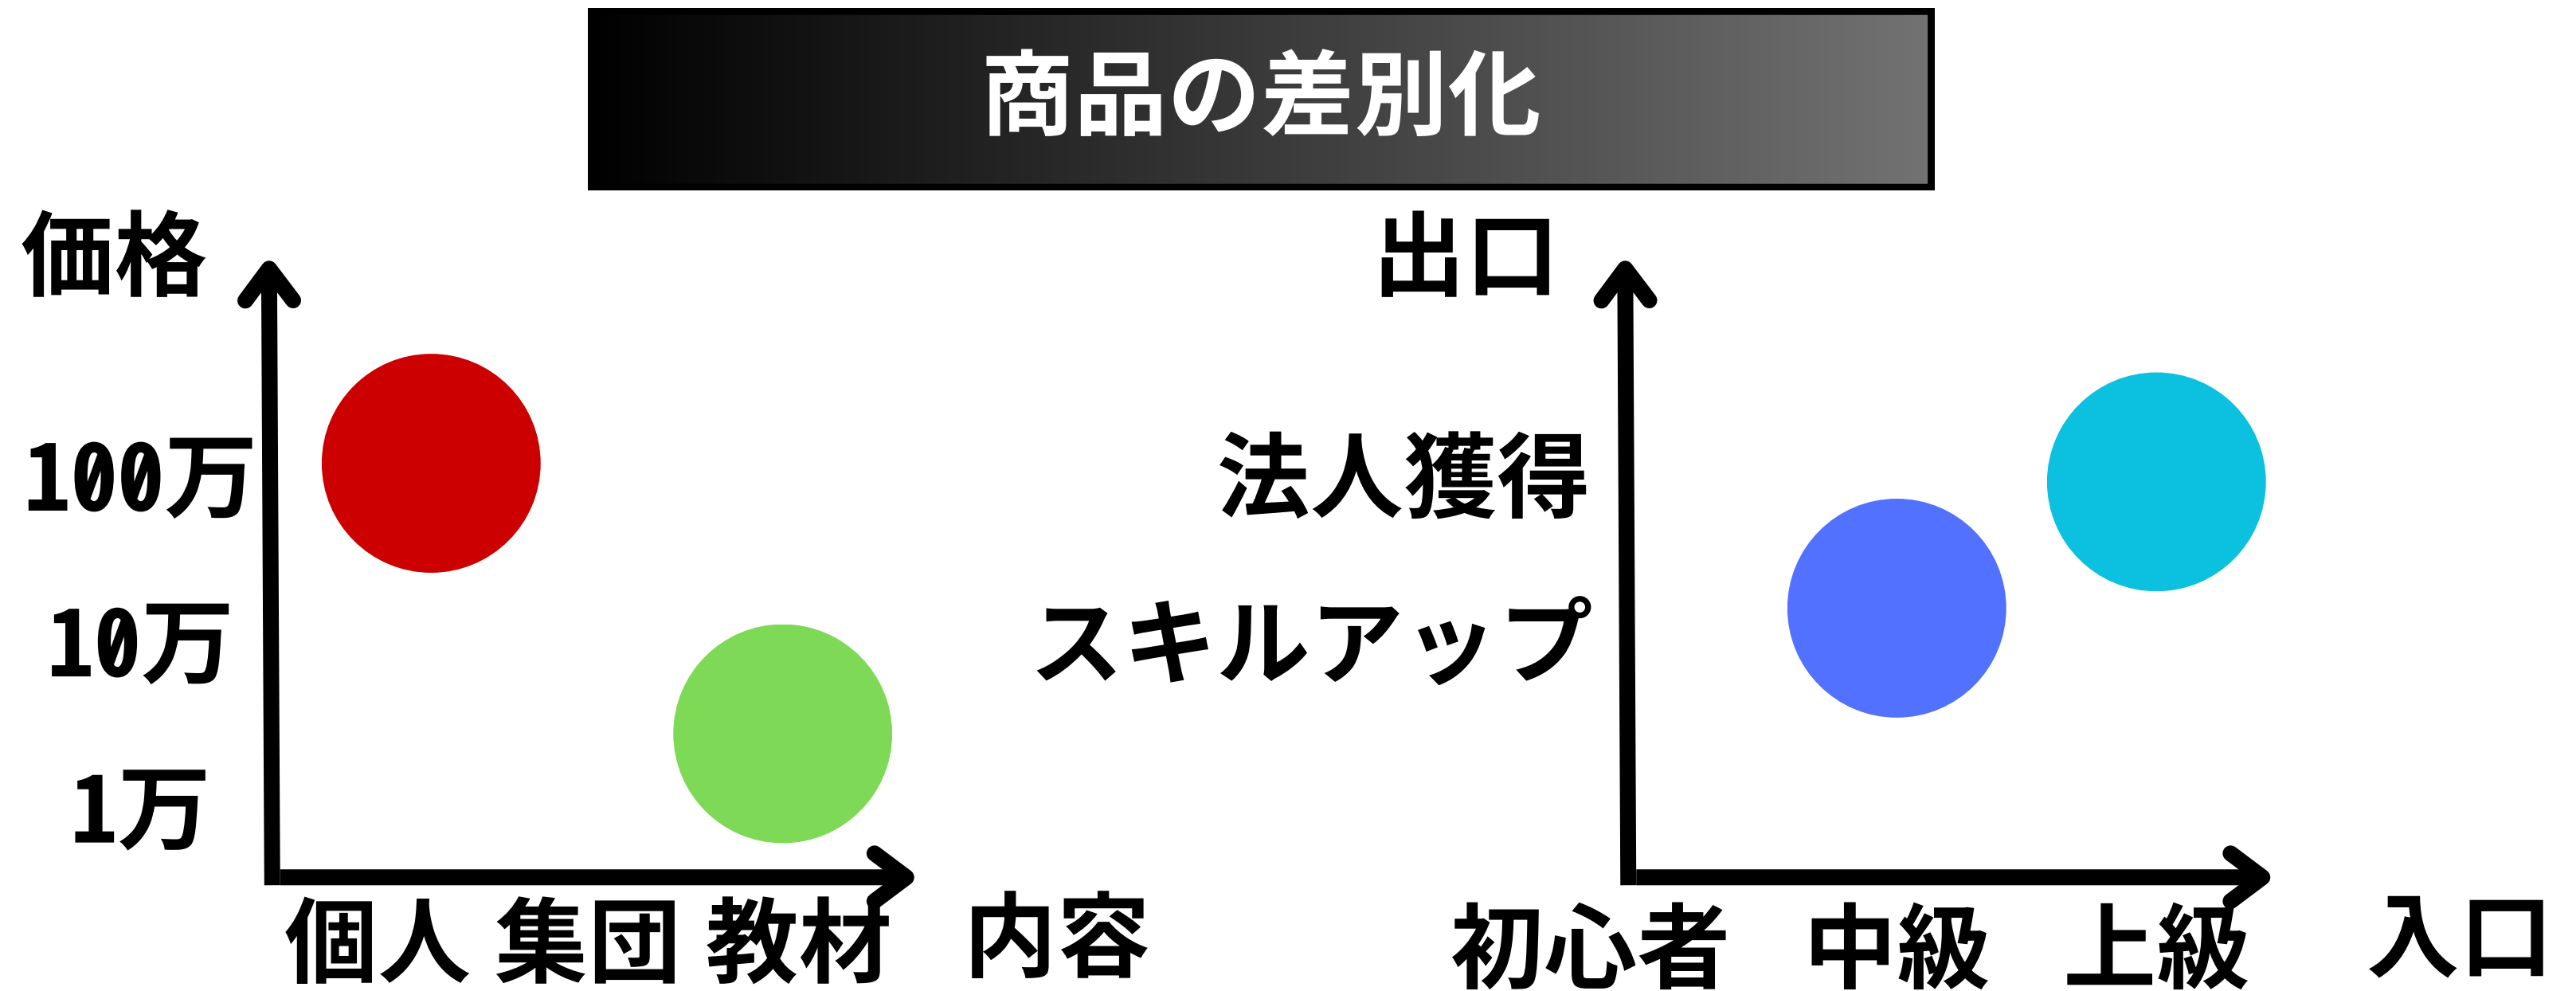 商品の差別化
価格
100万
10万
1万
個人 集団 教材
内容
出口
法人獲得
スキルアップ
初心者 中級 上級
入口